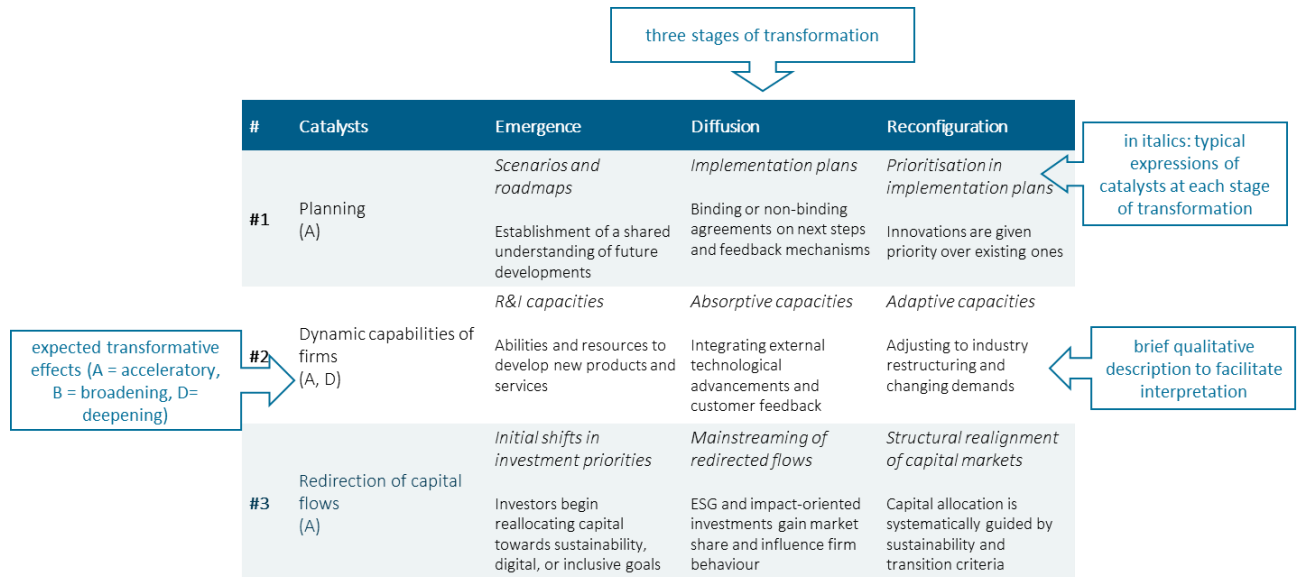 three stages of transformation
# Catalysts Emergence Diffusion Reconfiguration
in italics: typical
expressions of
catalysts at each stage
of transformation
#1
Planning
(A)
Scenarios and
roadmaps
Establishment of a shared
understanding of future
developments
Implementation plans
Binding or non-binding
agreements on next steps
and feedback mechanisms
Prioritisation in
implementation plans
Innovations are given
priority over existing ones
expected transformative
effects (A = acceleratory,
B = broadening, D=
deepening)
#2
Dynamic capabilities of
firms
(A, D)
R&I capacities
Abilities and resources to
develop new products and
services
Absorptive capacities
Integrating external
technological
advancements and
customer feedback
Adaptive capacities
Adjusting to industry
restructuring and
changing demands
brief qualitative
description to facilitate
interpretation
#3
Redirection of capital
flows
(A)
Initial shifts in
investment priorities
Investors begin
reallocating capital
towards sustainability,
digital, or inclusive goals
Mainstreaming of
redirected flows
ESG and impact-oriented
investments gain market
share and influence firm
behaviour
Structural realignment
of capital markets
Capital allocation is
systematically guided by
sustainability and
transition criteria